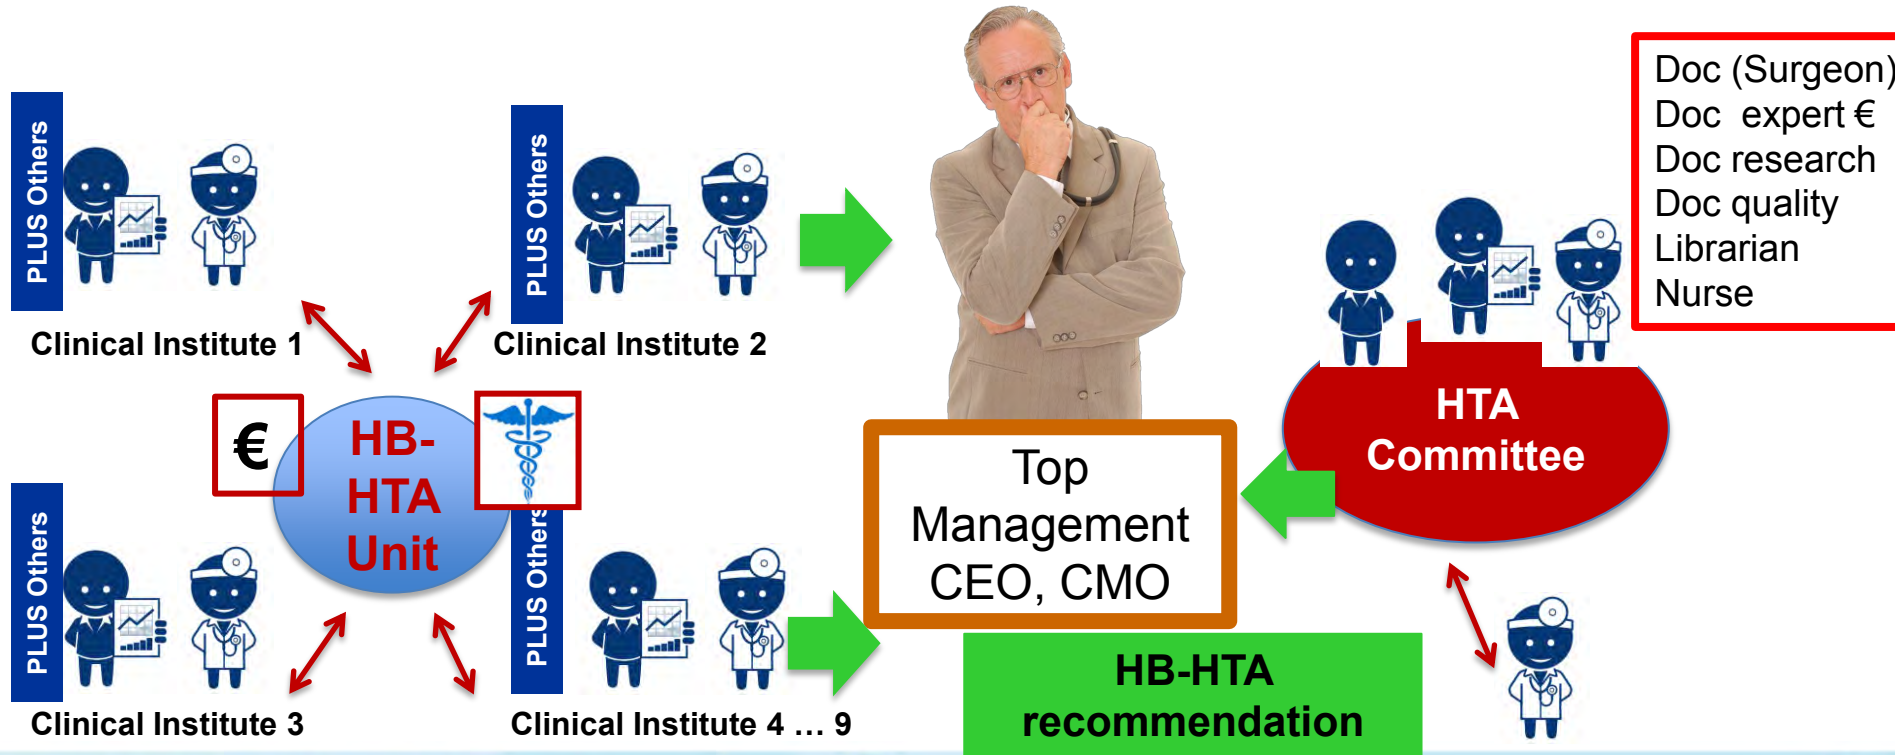 PLUS Others
Clinical Institute 1
PLUS Others
Clinical Institute 2
€
HB-
HTA
Unit
PLUS Others
Clinical Institute 3
PLUS Others
Clinical Institute 4 ... 9
Top
Management
CEO, CMO
HB-HTA
recommendation
HTA
Committee
Doc (Surgeon)
Doc  expert €
Doc research
Doc quality
Librarian
Nurse